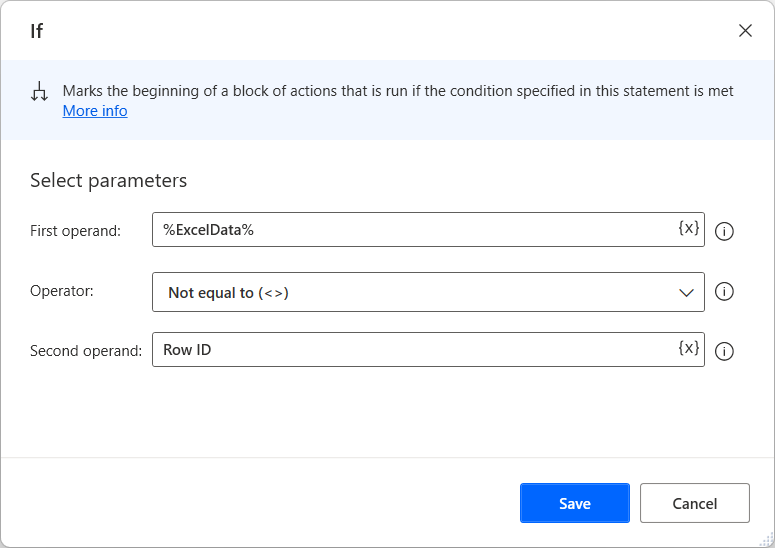 If
Marks the beginning of a block of actions that is run if the condition specified in this statement is met
More info
Select parameters
First operand: %ExcelData% {x}
Operator: Not equal to (<>)
Second operand: Row ID {x}
Save Cancel